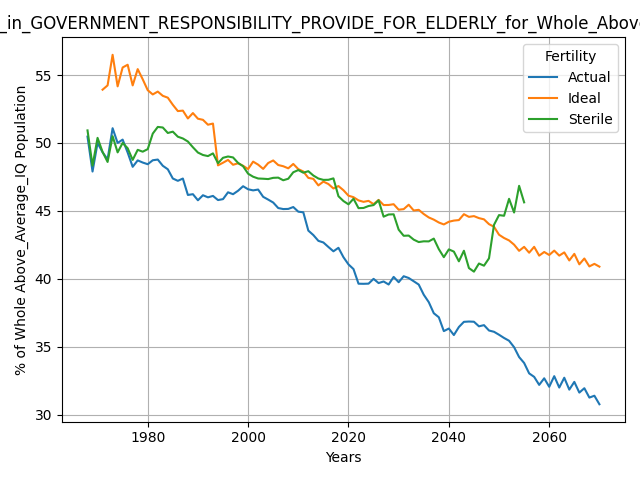 _in_GOVERNMENT_RESPONSIBILITY_PROVIDE_FOR_ELDERLY_for_Whole_Above
Fertility
Actual
Ideal
Sterile
% of Whole Above_Average_IQ Population
55
50
45
40
35
30
1980 2000 2020 2040 2060
Years